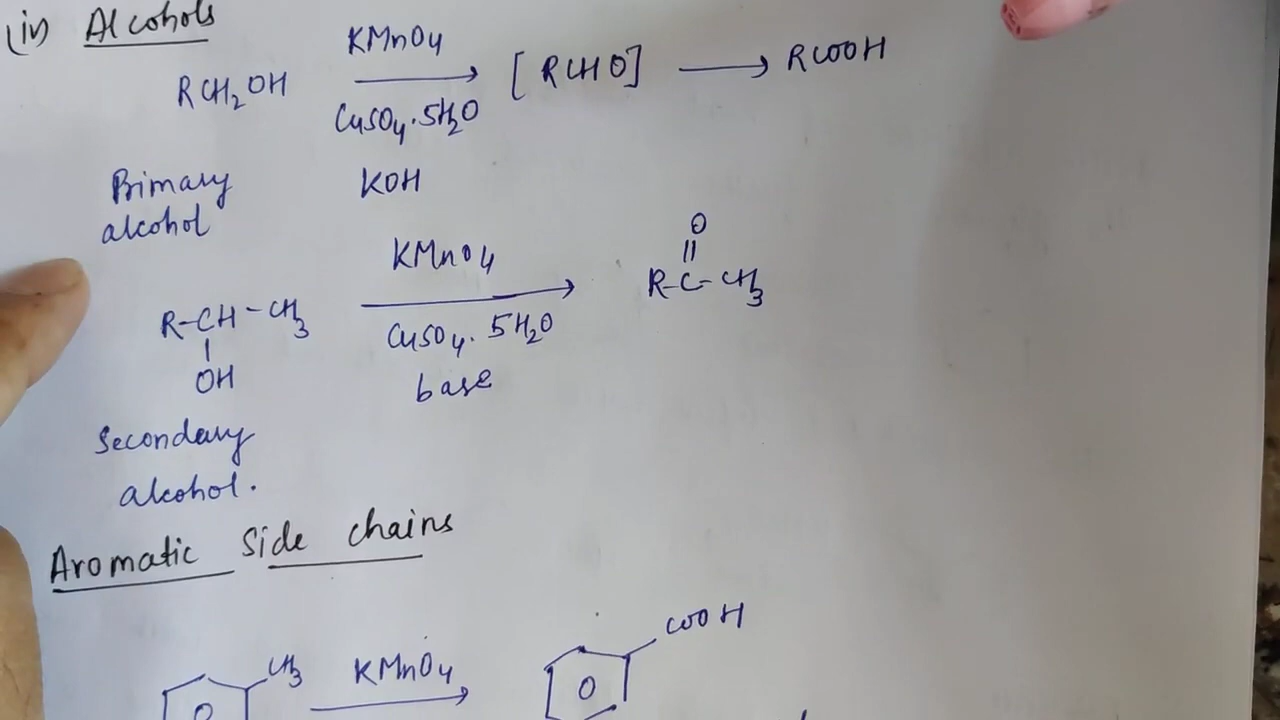 (iv) Alcohols
RCH2OH KMnO4 CuSO4.5H2O KOH → [RCHO] → RCOOH
Primary
alcohol
R-CH-CH3 KMnO4 CuSO4.5H2O base → R-C-CH3
OH
O
Secondary
alcohol.
Aromatic Side chains
CH3 KMnO4 → COOH